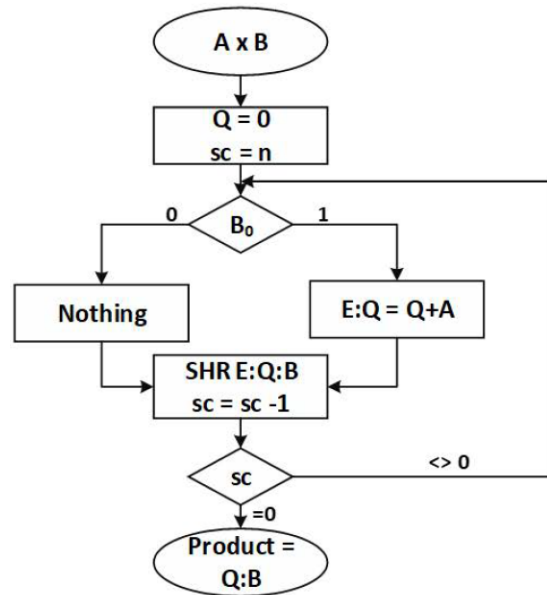 A x B
Q = 0
sc = n
0
B₀
1
Nothing
E:Q = Q+A
SHR E:Q:B
sc = sc -1
sc
<> 0
=0
Product =
Q:B